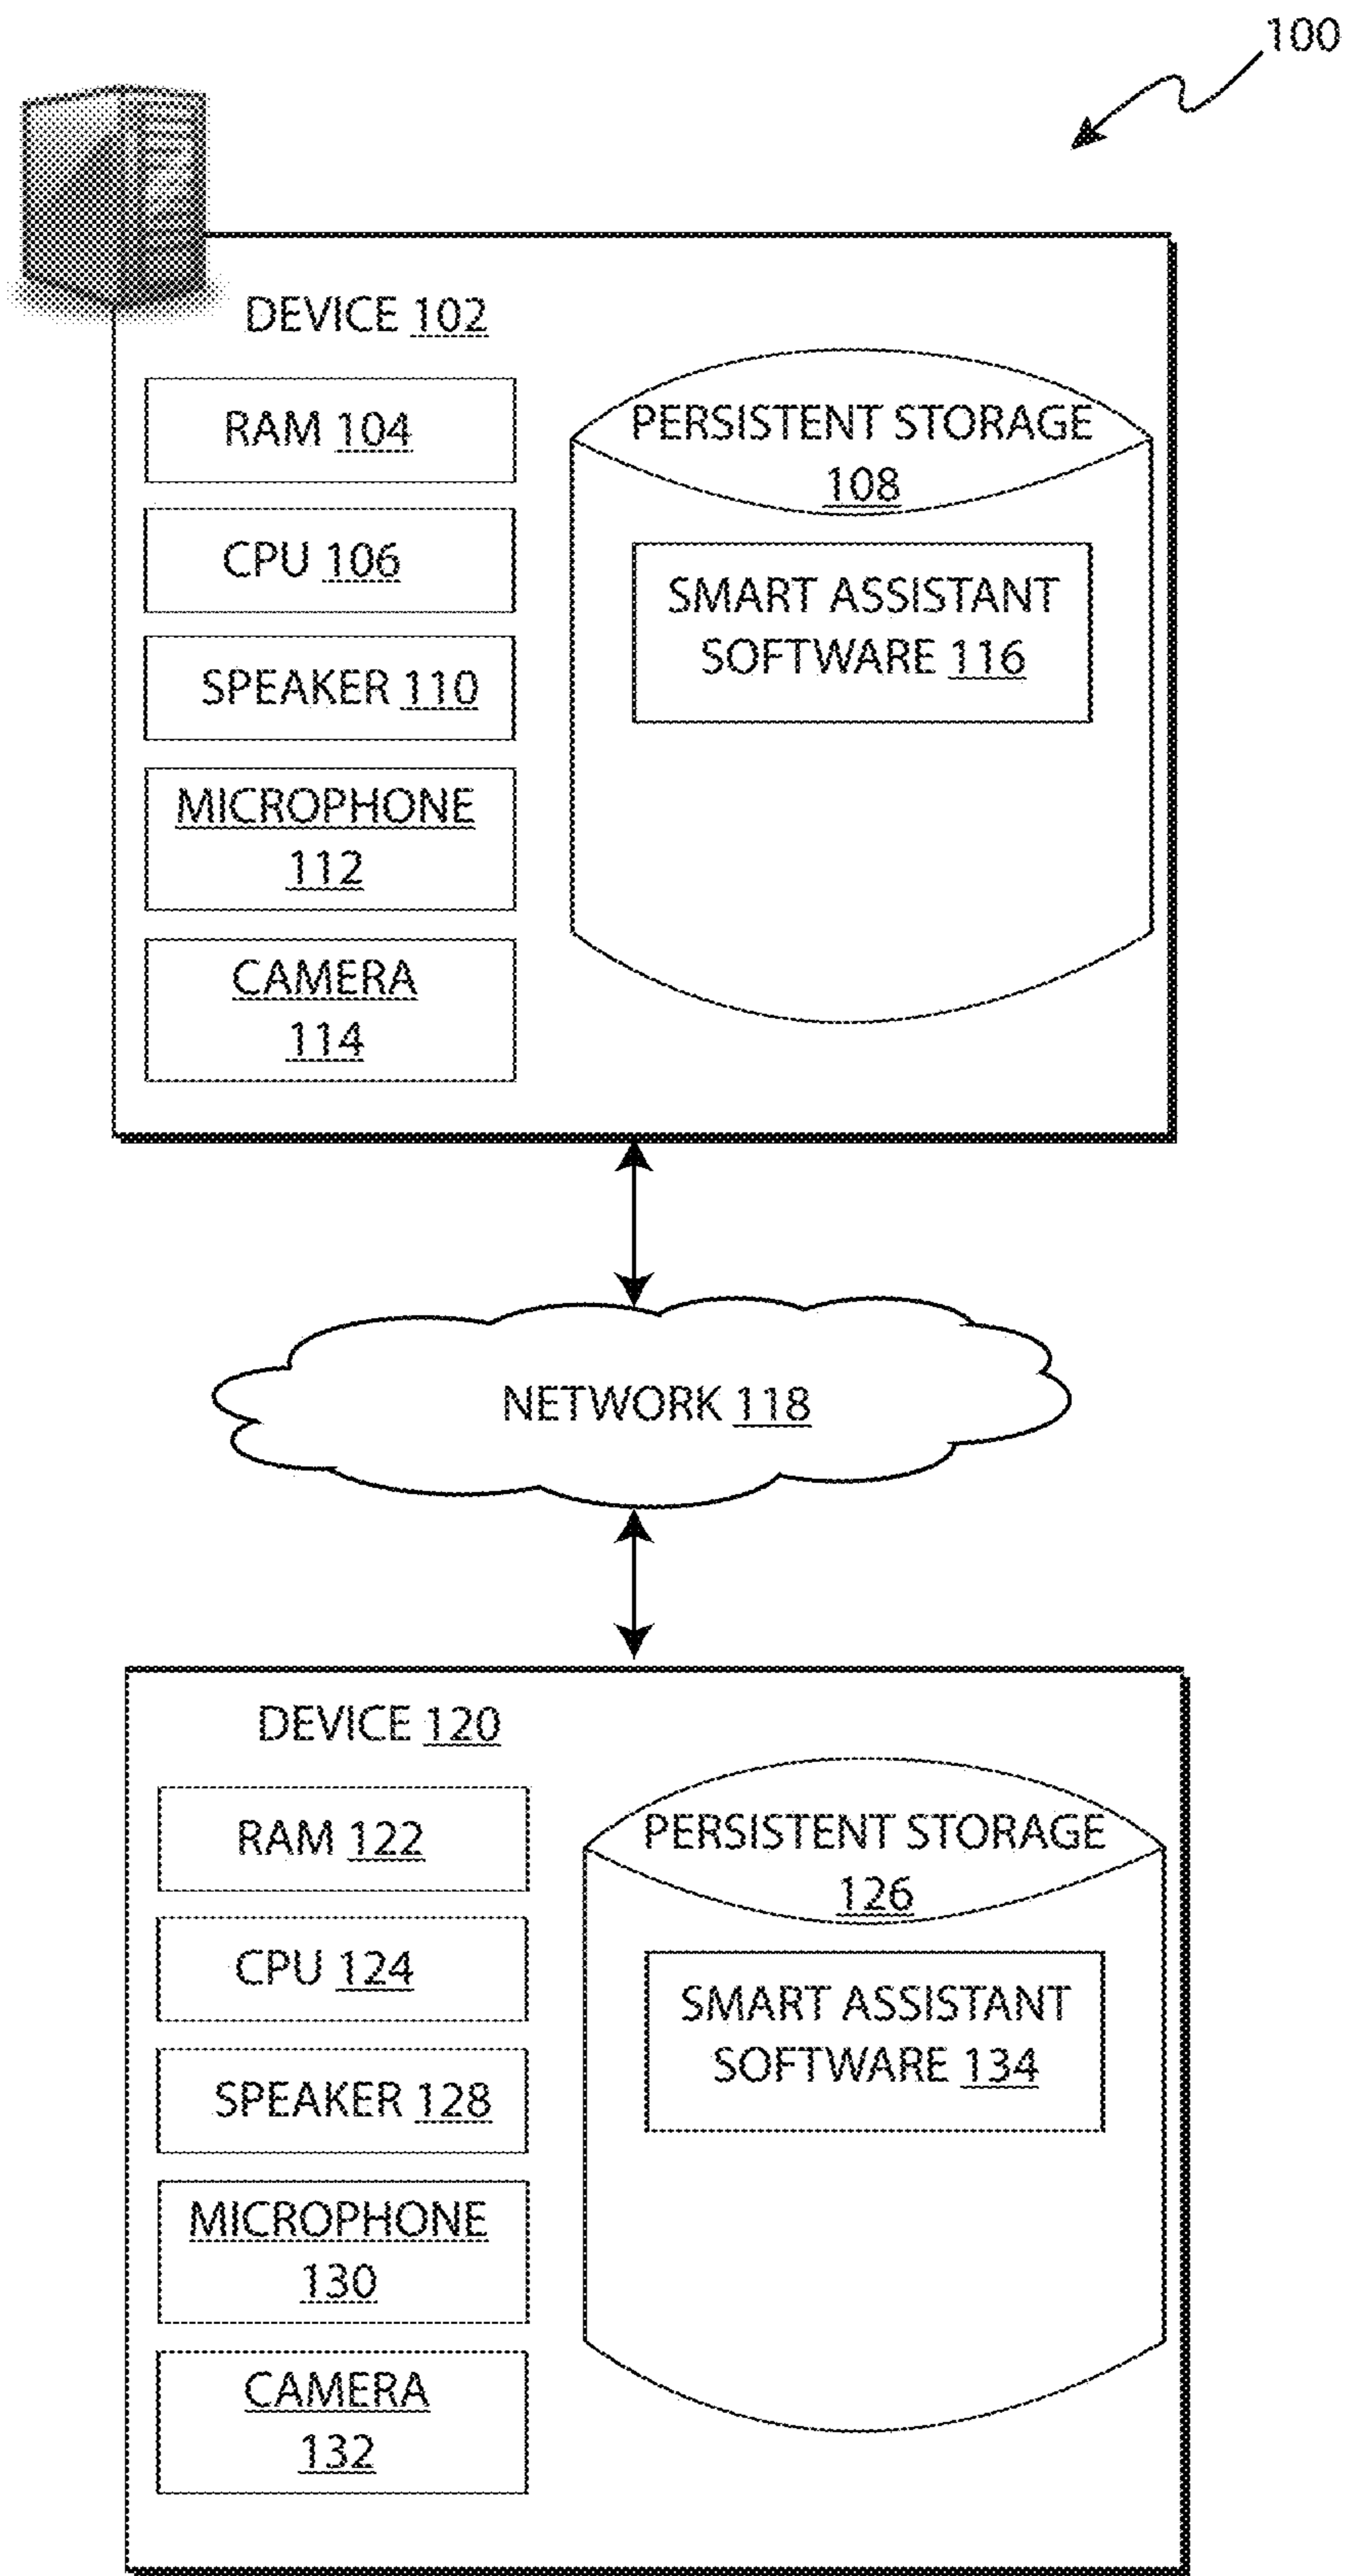 100
DEVICE 102
RAM 104
CPU 106
SPEAKER 110
MICROPHONE
112
CAMERA
114
PERSISTENT STORAGE
108
SMART ASSISTANT
SOFTWARE 116
NETWORK 118
DEVICE 120
RAM 122
CPU 124
SPEAKER 128
MICROPHONE
130
CAMERA
132
PERSISTENT STORAGE
126
SMART ASSISTANT
SOFTWARE 134